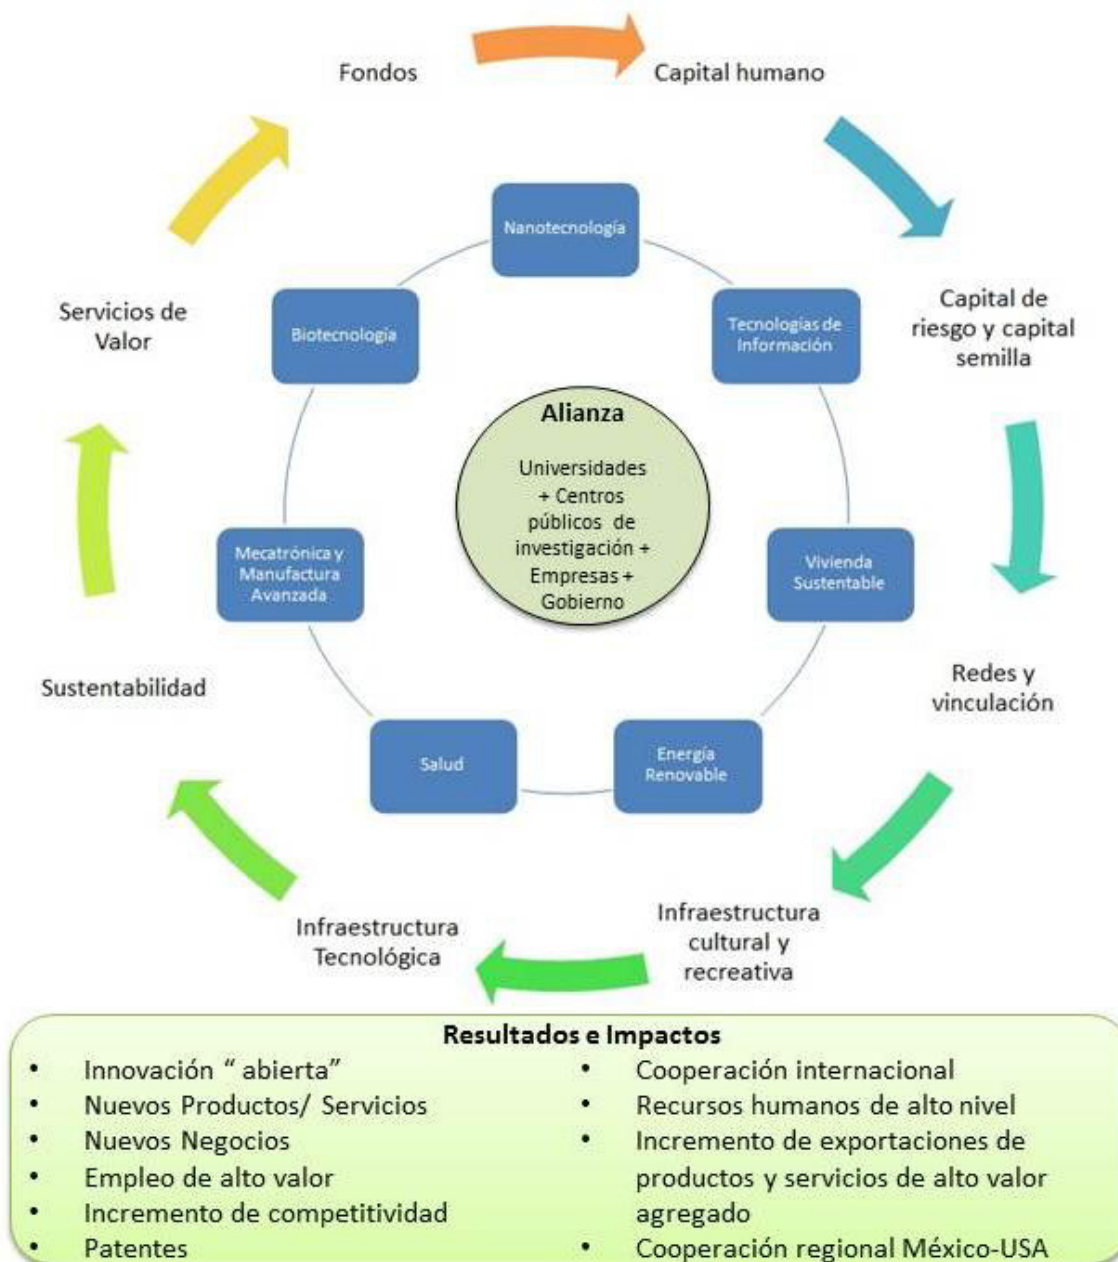 Fondos
Capital humano
Capital de
riesgo y capital
semilla
Redes y
vinculación
Infraestructura
cultural y
recreativa
Infraestructura
Tecnológica
Sustentabilidad
Servicios de
Valor
Nanotecnología
Tecnologías de
Información
Vivienda
Sustentable
Energía
Renovable
Salud
Mecatrónica y
Manufactura
Avanzada
Biotecnología
Alianza
Universidades
+ Centros
públicos de
investigación +
Empresas +
Gobierno
Resultados e Impactos
• Innovación “ abierta”
• Nuevos Productos/ Servicios
• Nuevos Negocios
• Empleo de alto valor
• Incremento de competitividad
• Patentes
• Cooperación internacional
• Recursos humanos de alto nivel
• Incremento de exportaciones de
productos y servicios de alto valor
agregado
• Cooperación regional México-USA